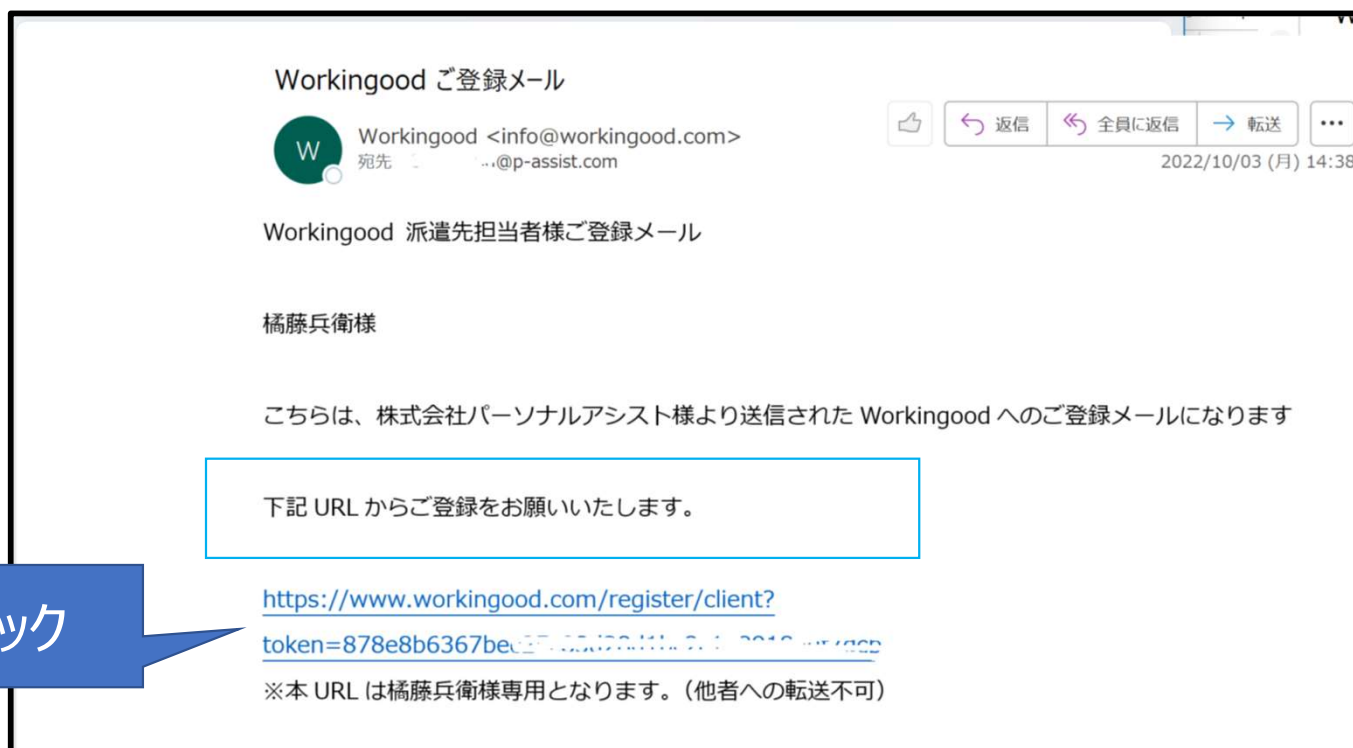 Workingood ご登録メール
W
Workingood <info@workingood.com>
宛先 @p-assist.com
返信
全員に返信
転送
2022/10/03 (月) 14:38
Workingood 派遣先担当者様ご登録メール
橘藤兵衛様
こちらは、株式会社パーソナルアシスト様より送信された Workingood へのご登録メールになります
下記 URL からご登録をお願いいたします。
ック
https://www.workingood.com/register/client?
token=878e8b6367be
※本 URL は橘藤兵衛様専用となります。（他者への転送不可）